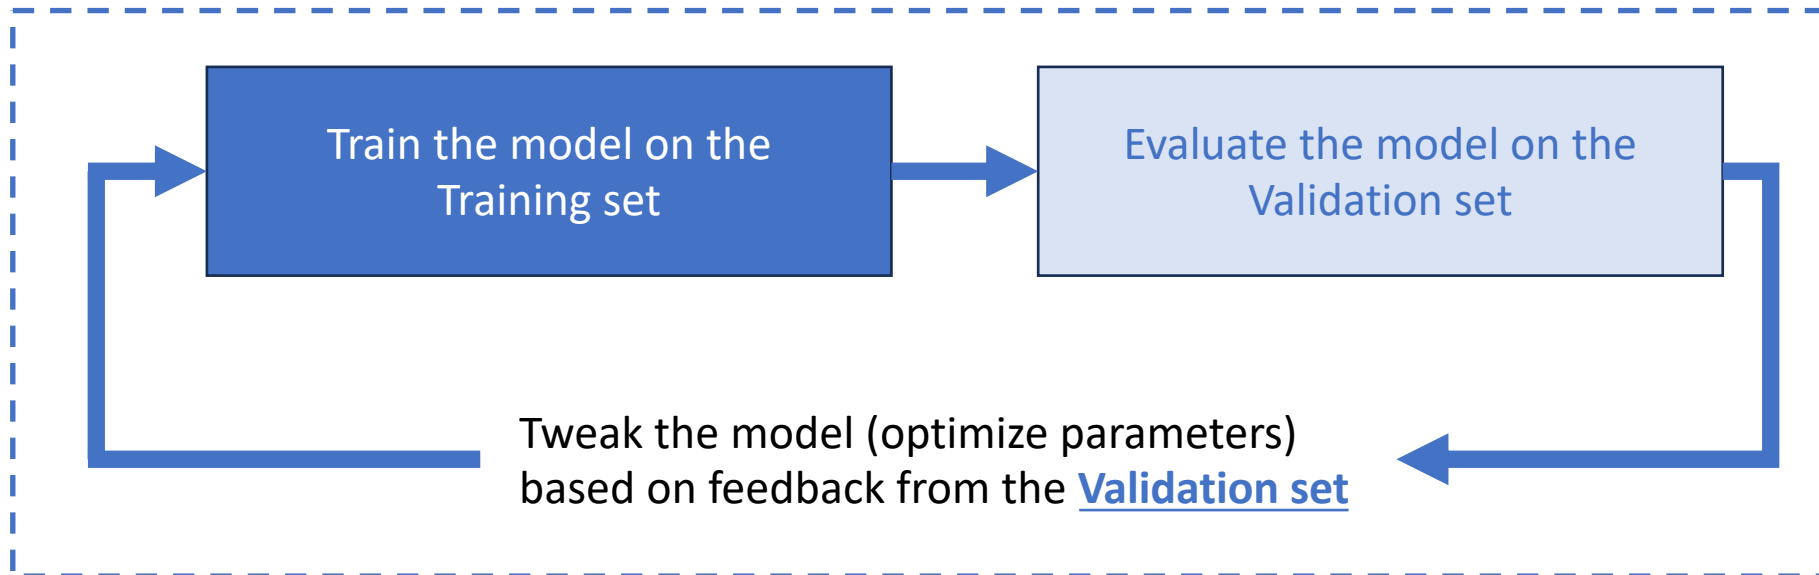 Train the model on the
Training set
Evaluate the model on the
Validation set
Tweak the model (optimize parameters)
based on feedback from the Validation set